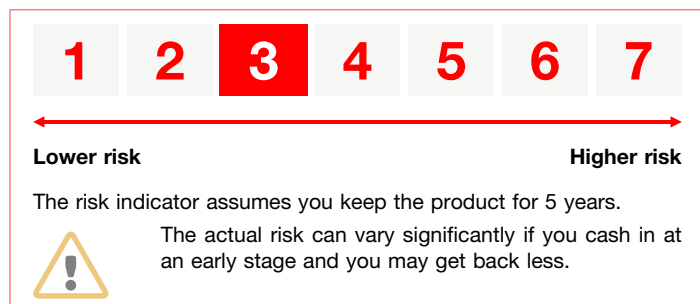 1 2 3 4 5 6 7
Lower risk Higher risk
The risk indicator assumes you keep the product for 5 years.
The actual risk can vary significantly if you cash in at
an early stage and you may get back less.